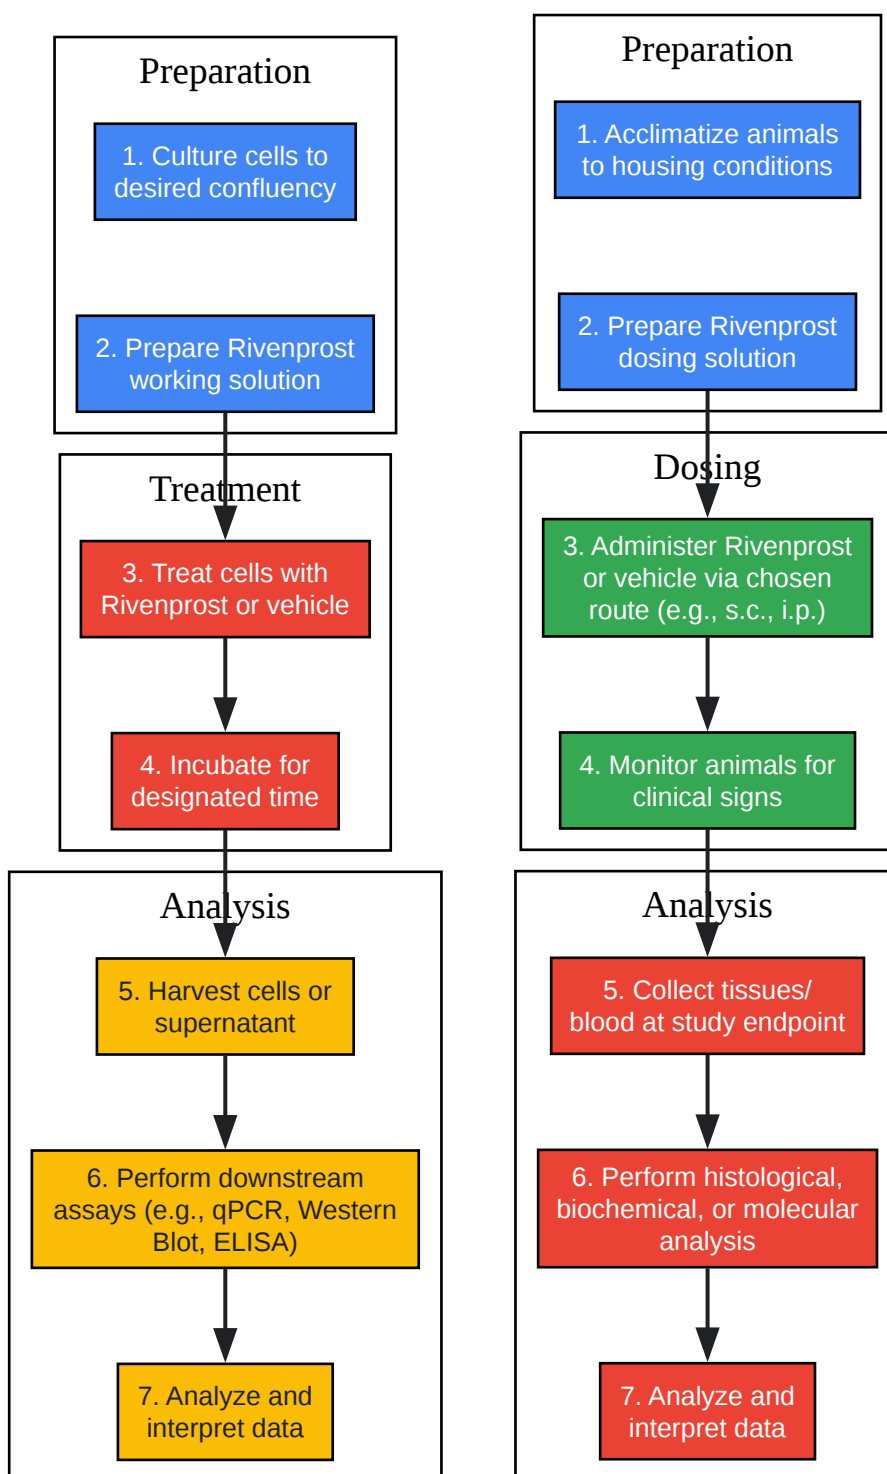 Preparation
1. Culture cells to
desired confluency
2. Prepare Rivenprost
working solution
Treatment
3. Treat cells with
Rivenprost or vehicle
4. Incubate for
designated time
Analysis
5. Harvest cells or
supernatant
6. Perform downstream
assays (e.g., qPCR, Western
Blot, ELISA)
7. Analyze and
interpret data
Preparation
1. Acclimatize animals
to housing conditions
2. Prepare Rivenprost
dosing solution
Dosing
3. Administer Rivenprost
or vehicle via chosen
route (e.g., s.c., i.p.)
4. Monitor animals for
clinical signs
Analysis
5. Collect tissues/
blood at study endpoint
6. Perform histological,
biochemical, or molecular
analysis
7. Analyze and
interpret data